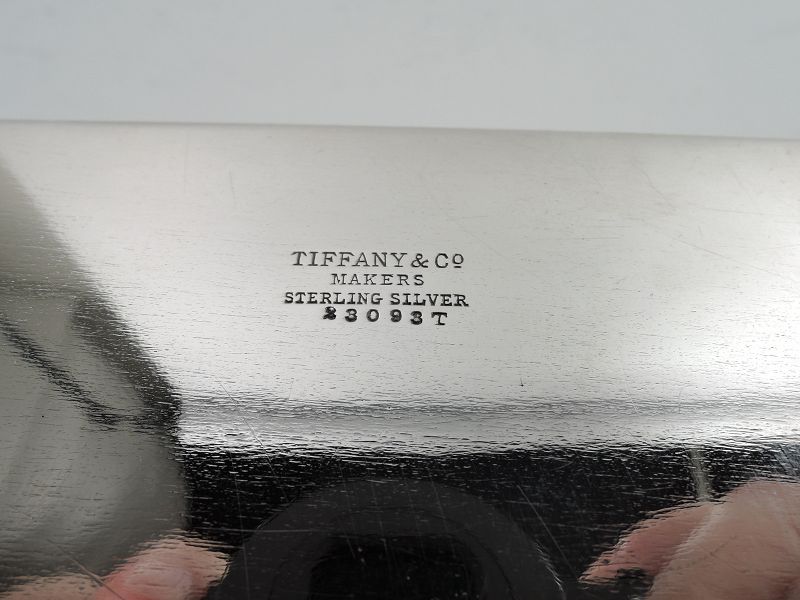 TIFFANY & Cº
MAKERS
STERLING SILVER
23093T